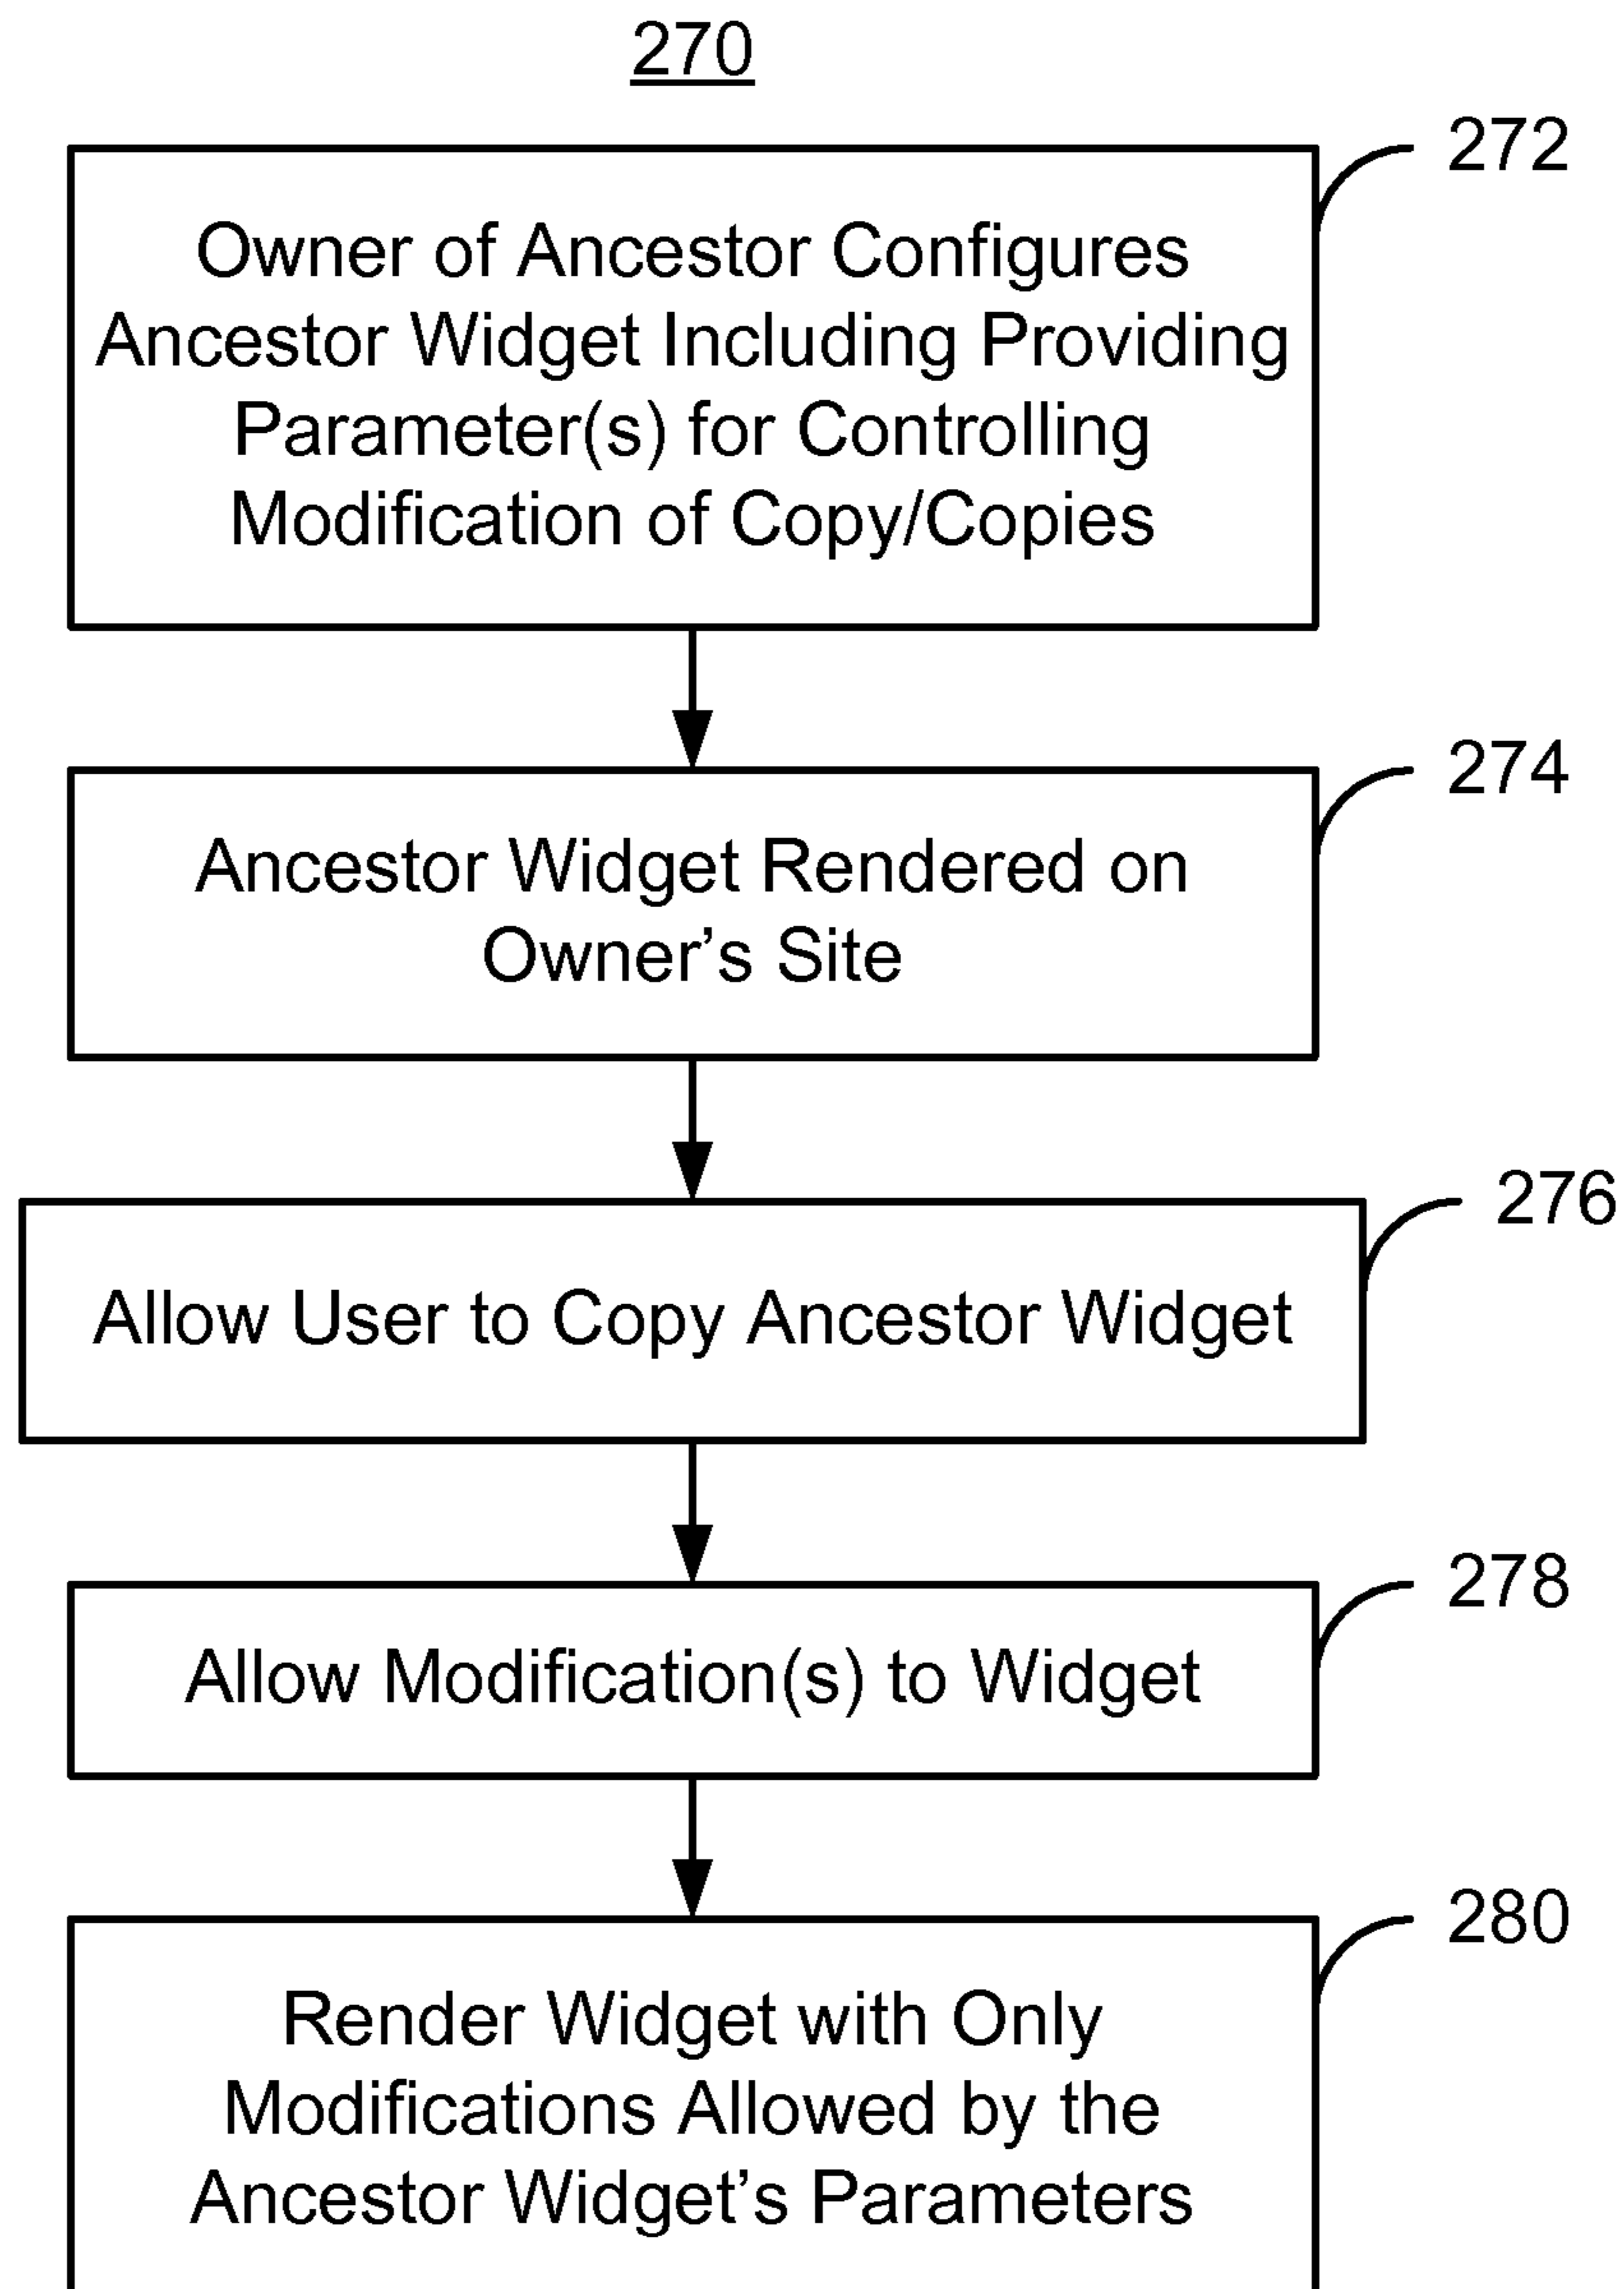 270
272
Owner of Ancestor Configures
Ancestor Widget Including Providing
Parameter(s) for Controlling
Modification of Copy/Copies
274
Ancestor Widget Rendered on
Owner’s Site
276
Allow User to Copy Ancestor Widget
278
Allow Modification(s) to Widget
280
Render Widget with Only
Modifications Allowed by the
Ancestor Widget’s Parameters